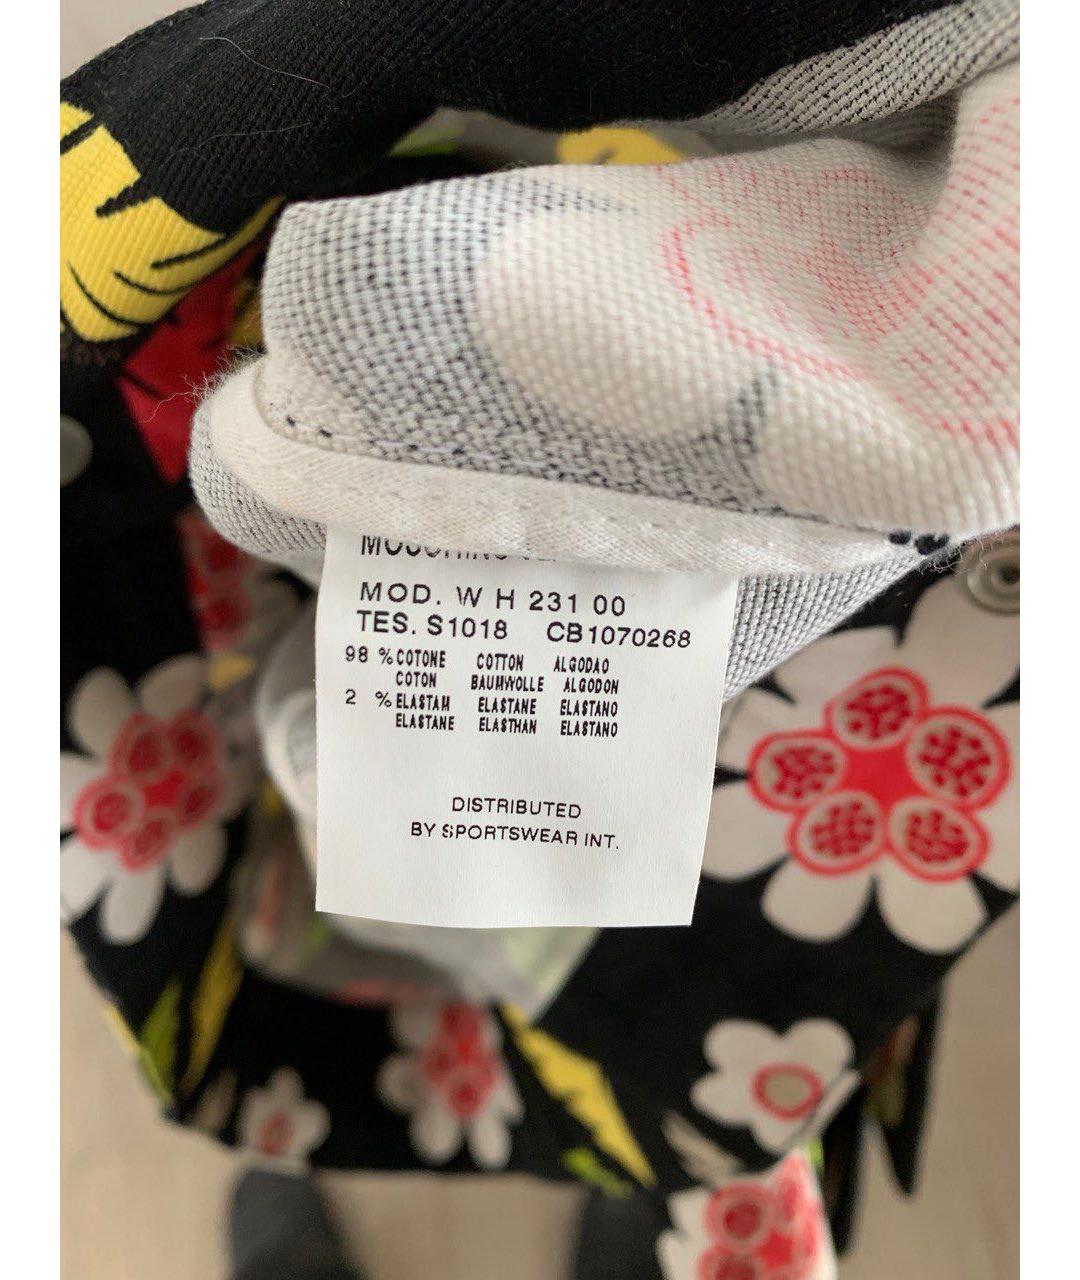 MOD. W H 231 00
TES. S1018 CB1070268
98 % COTONE COTTON ALGODAO
COTON BAUMWOLLE ALGODON
2 % ELASTAM ELASTANE ELASTANO
ELASTANE ELASTHAN ELASTANO
DISTRIBUTED
BY SPORTSWEAR INT.